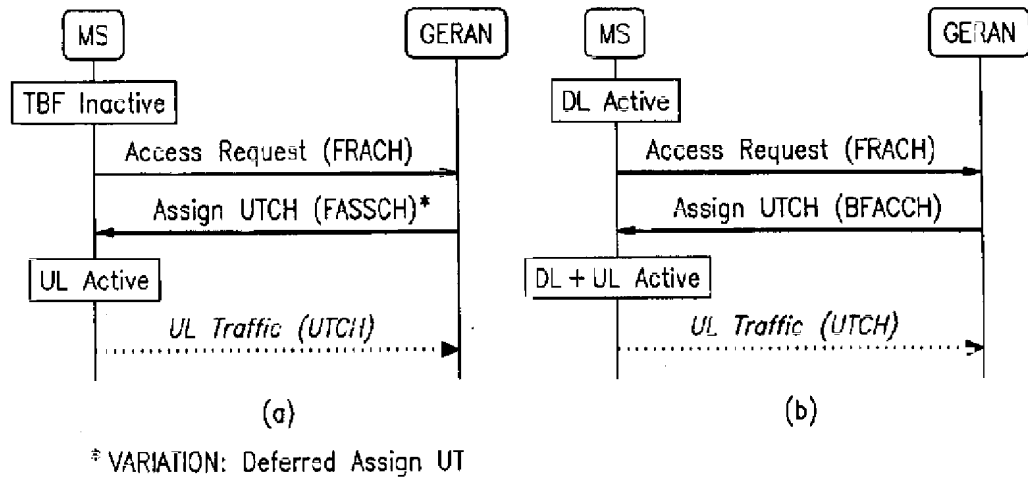 MS
GERAN
TBF Inactive
Access Request (FRACH)
Assign UTCH (FASSCH)*
UL Active
UL Traffic (UTCH)
(a)
* VARIATION: Deferred Assign UT
MS
GERAN
DL Active
Access Request (FRACH)
Assign UTCH (BFACCH)
DL + UL Active
UL Traffic (UTCH)
(b)